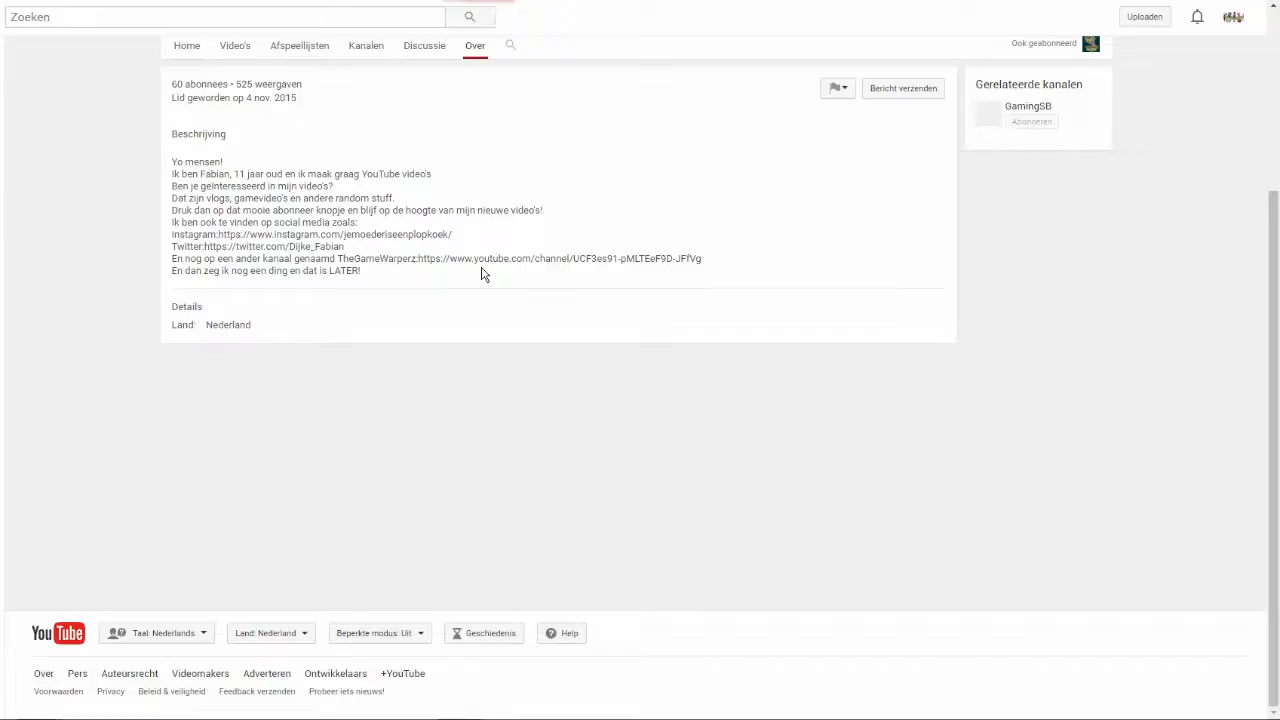 Zoeken
Uploaden
Home Video's Afspeellijsten Kanalen Discussie Over
Ook geabonneerd
60 abonnees • 525 weergaven
Lid geworden op 4 nov. 2015
Bericht verzenden
Gerelateerde kanalen
GamingSB
Abonneren
Beschrijving
Yo mensen!
Ik ben Fabian, 11 jaar oud en ik maak graag YouTube video's
Ben je geïnteresseerd in mijn video's?
Dat zijn vlogs, gamevideo's en andere random stuff.
Druk dan op dat mooie abonneer knopje en blijf op de hoogte van mijn nieuwe video's!
Ik ben ook te vinden op social media zoals:
Instagram:https://www.instagram.com/jemoederiseenplopkoek/
Twitter:https://twitter.com/Dijke_Fabian
En nog op een ander kanaal genaamd TheGameWarperz:https://www.youtube.com/channel/UCF3es91-pMLTEeF9D-JFfVg
En dan zeg ik nog een ding en dat is LATER!
Details
Land: Nederland
YouTube Taal: Nederlands Land: Nederland Beperkte modus: Uit Geschiedenis Help
Over Pers Auteursrecht Videomakers Adverteren Ontwikkelaars +YouTube
Voorwaarden Privacy Beleid & veiligheid Feedback verzenden Probeer iets nieuws!